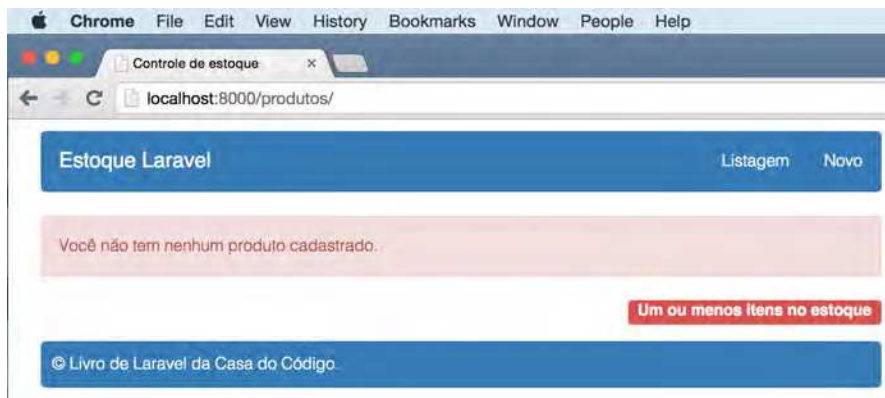 Chrome File Edit View History Bookmarks Window People Help
Controle de estoque ×
localhost:8000/produtos/
Estoque Laravel Listagem Novo
Você não tem nenhum produto cadastrado.
Um ou menos itens no estoque
© Livro de Laravel da Casa do Código.